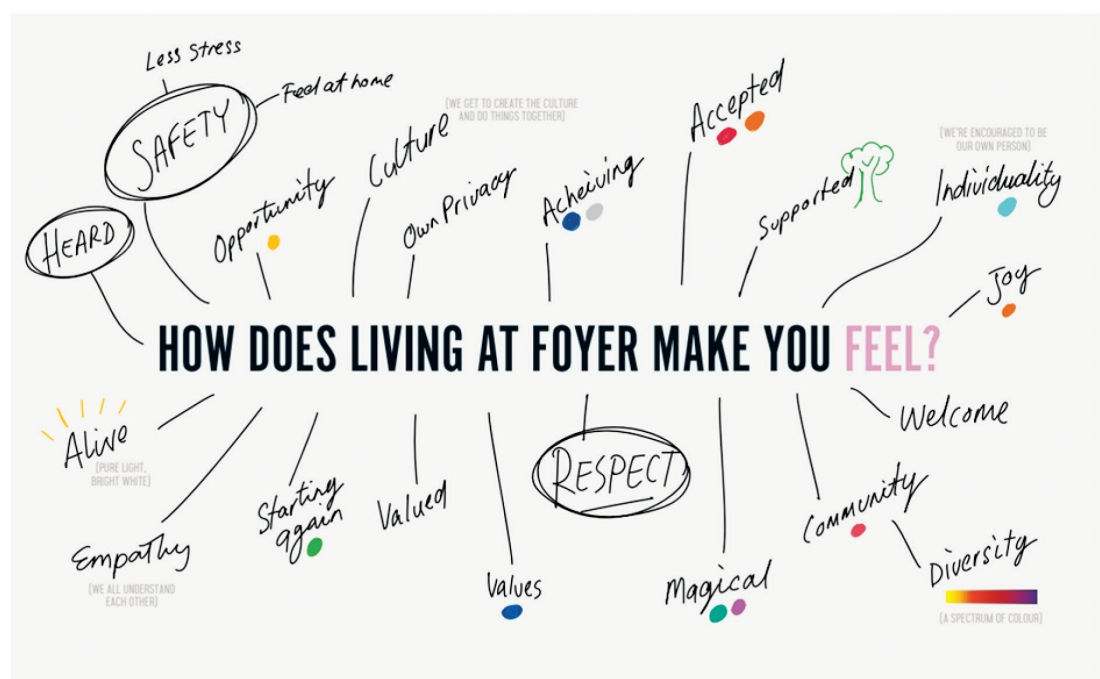 Less Stress
Feel at home
SAFETY
HEARD
Opportunity
Culture
(WE GET TO CREATE THE CULTURE
AND DO THINGS TOGETHER)
Own Privacy
Acheiving
Accepted
Supported
(WE'RE ENCOURAGED TO BE
OUR OWN PERSON)
Individuality
Joy
HOW DOES LIVING AT FOYER MAKE YOU FEEL?
Alive
(PURE LIGHT,
BRIGHT WHITE)
Empathy
(WE ALL UNDERSTAND
EACH OTHER)
Starting
again
Valued
Values
RESPECT
Magical
Welcome
Community
Diversity
(A SPECTRUM OF COLOUR)